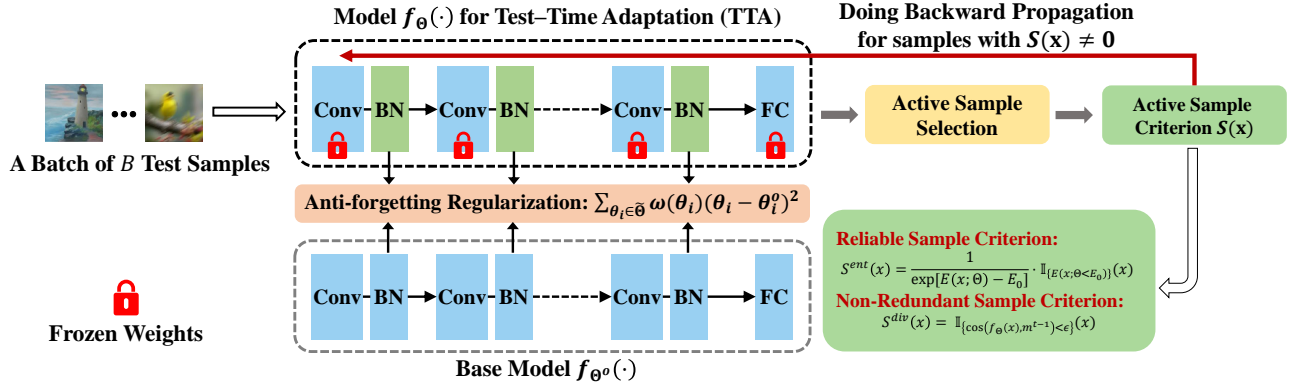 Model f_Θ(·) for Test–Time Adaptation (TTA)
Doing Backward Propagation
for samples with S(x) ≠ 0
Conv BN Conv BN Conv BN FC
Active Sample
Selection
Active Sample
Criterion S(x)
A Batch of B Test Samples
Anti-forgetting Regularization: ∑_{θ_i∈Θ̃} ω(θ_i)(θ_i − θ_i^o)^2
Reliable Sample Criterion:
S^{ent}(x) = 1 / exp[E(x; Θ) − E_0] · 𝕀_{{E(x;Θ<E_0)}}(x)
Non-Redundant Sample Criterion:
S^{div}(x) = 𝕀_{{cos(f_Θ(x),m^{t−1})<ϵ}}(x)
Conv BN Conv BN Conv BN FC
Frozen Weights
Base Model f_{Θ^o}(·)